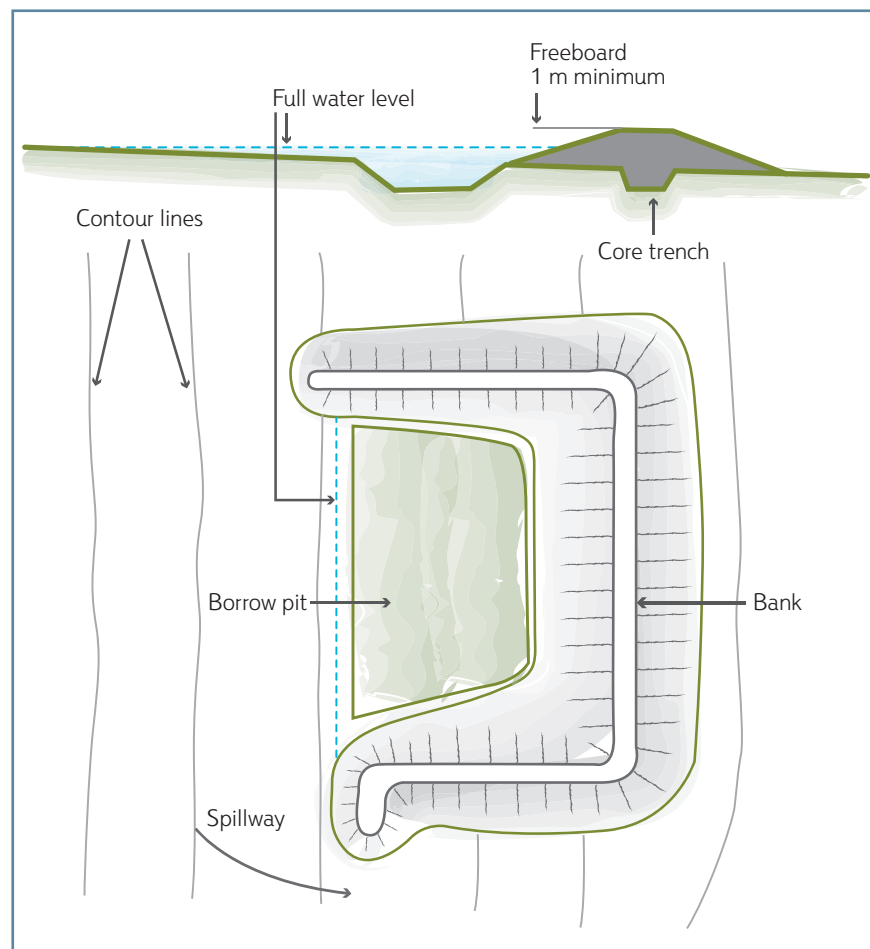 Freeboard
1 m minimum
Full water level
Contour lines
Core trench
Borrow pit
Bank
Spillway